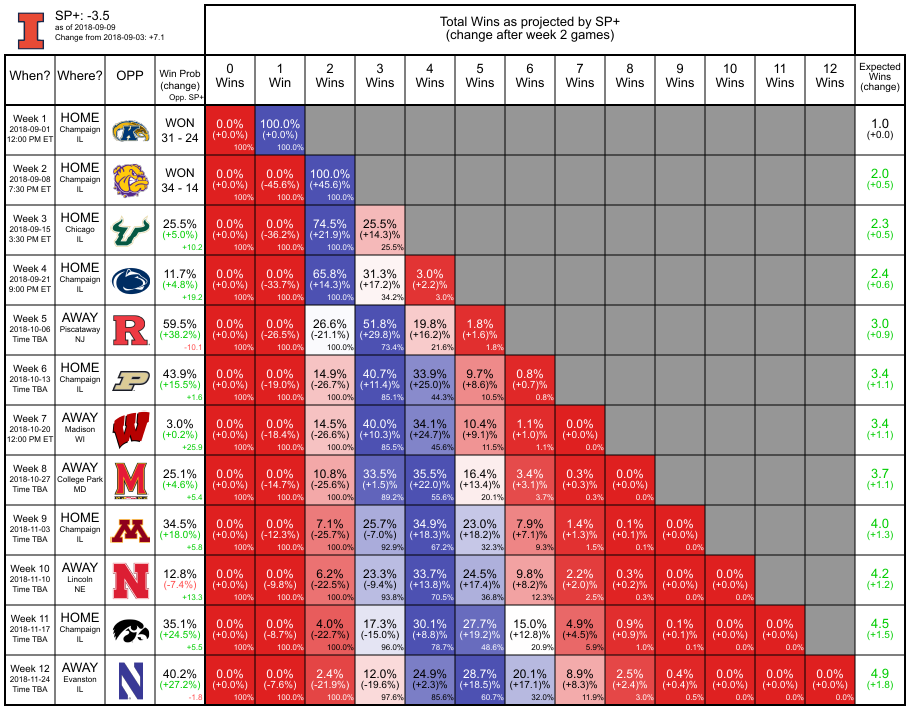 SP+: -3.5
as of 2018-09-09
Change from 2018-09-03: +7.1
Total Wins as projected by SP+
(change after week 2 games)
When? Where? OPP Win Prob (change) Opp. SP+ 0 Wins 1 Win 2 Wins 3 Wins 4 Wins 5 Wins 6 Wins 7 Wins 8 Wins 9 Wins 10 Wins 11 Wins 12 Wins Expected Wins (change)
Week 1 HOME WON 0.0% 100.0% 1.0
2018-09-01 Champaign K 31 - 24 (+0.0%) (+0.0%) (+0.0)
12:00 PM ET IL 100% 100.0%
Week 2 HOME WON 0.0% 0.0% 100.0% 2.0
2018-09-08 Champaign 34 - 14 (+0.0%) (-45.6%) (+45.6)% (+0.5)
7:30 PM ET IL 100% 100.0% 100.0%
Week 3 HOME 25.5% 0.0% 0.0% 74.5% 25.5% 2.3
2018-09-15 Chicago (+5.0%) (+0.0%) (-36.2%) (+21.9)% (+14.3)% (+0.5)
3:30 PM ET IL +10.2 100% 100.0% 100.0% 25.5%
Week 4 HOME 11.7% 0.0% 0.0% 65.8% 31.3% 3.0% 2.4
2018-09-21 Champaign (+4.8%) (+0.0%) (-33.7%) (+14.3)% (+17.2)% (+2.2)% (+0.6)
9:00 PM ET IL +19.2 100% 100.0% 100.0% 34.2% 3.0%
Week 5 AWAY R 59.5% 0.0% 0.0% 26.6% 51.8% 19.8% 1.8% 3.0
2018-10-06 Piscataway (+38.2%) (+0.0%) (-26.5%) (-21.1%) (+29.8)% (+16.2)% (+1.6)% (+0.9)
Time TBA NJ -10.1 100% 100.0% 100.0% 73.4% 21.6% 1.8%
Week 6 HOME P 43.9% 0.0% 0.0% 14.9% 40.7% 33.9% 9.7% 0.8% 3.4
2018-10-13 Champaign (+15.5%) (+0.0%) (-19.0%) (-26.7%) (+11.4)% (+25.0)% (+8.6)% (+0.7)% (+1.1)
Time TBA IL +1.6 100% 100.0% 100.0% 85.1% 44.3% 10.5% 0.8%
Week 7 AWAY W 3.0% 0.0% 0.0% 14.5% 40.0% 34.1% 10.4% 1.1% 0.0% 3.4
2018-10-20 Madison (+0.2%) (+0.0%) (-18.4%) (-26.6%) (+10.3)% (+24.7)% (+9.1)% (+1.0)% (+0.0)% (+1.1)
12:00 PM ET WI +25.9 100% 100.0% 100.0% 85.5% 45.6% 11.5% 1.1% 0.0%
Week 8 AWAY M 25.1% 0.0% 0.0% 10.8% 33.5% 35.5% 16.4% 3.4% 0.3% 0.0% 3.7
2018-10-27 College Park (+4.6%) (+0.0%) (-14.7%) (-25.6%) (+1.5)% (+22.0)% (+13.4)% (+3.1)% (+0.3)% (+0.0)% (+1.1)
Time TBA MD +5.4 100% 100.0% 100.0% 89.2% 55.6% 20.1% 3.7% 0.3% 0.0%
Week 9 HOME M 34.5% 0.0% 0.0% 7.1% 25.7% 34.9% 23.0% 7.9% 1.4% 0.1% 0.0% 4.0
2018-11-03 Champaign (+18.0%) (+0.0%) (-12.3%) (-25.7%) (-7.0%) (+18.3)% (+18.2)% (+7.1)% (+1.3)% (+0.1)% (+0.0)% (+1.3)
Time TBA IL +5.8 100% 100.0% 100.0% 92.9% 67.2% 32.3% 9.3% 1.5% 0.1% 0.0%
Week 10 AWAY N 12.8% 0.0% 0.0% 6.2% 23.3% 33.7% 24.5% 9.8% 2.2% 0.3% 0.0% 0.0% 4.2
2018-11-10 Lincoln (-7.4%) (+0.0%) (-9.8%) (-22.5%) (-9.4%) (+13.8)% (+17.4)% (+8.2)% (+2.0)% (+0.2)% (+0.0)% (+0.0)% (+1.2)
Time TBA NE +13.3 100% 100.0% 100.0% 93.8% 70.5% 36.8% 12.3% 2.5% 0.3% 0.0% 0.0%
Week 11 HOME 35.1% 0.0% 0.0% 4.0% 17.3% 30.1% 27.7% 15.0% 4.9% 0.9% 0.1% 0.0% 0.0% 4.5
2018-11-17 Champaign (+24.5%) (+0.0%) (-8.7%) (-22.7%) (-15.0%) (+8.8)% (+19.2)% (+12.8)% (+4.5)% (+0.9)% (+0.1)% (+0.0)% (+0.0)% (+1.5)
Time TBA IL +5.5 100% 100.0% 100.0% 96.0% 78.7% 48.6% 20.9% 5.9% 1.0% 0.1% 0.0% 0.0%
Week 12 AWAY N 40.2% 0.0% 0.0% 2.4% 12.0% 24.9% 28.7% 20.1% 8.9% 2.5% 0.4% 0.0% 0.0% 0.0% 4.9
2018-11-24 Evanston (+27.2%) (+0.0%) (-7.6%) (-21.9%) (-19.6%) (+2.3)% (+18.5)% (+17.1)% (+8.3)% (+2.4)% (+0.4)% (+0.0)% (+0.0)% (+0.0)% (+1.8)
Time TBA IL -1.8 100% 100.0% 100.0% 97.6% 85.6% 60.7% 32.0% 11.9% 3.0% 0.5% 0.0% 0.0% 0.0%